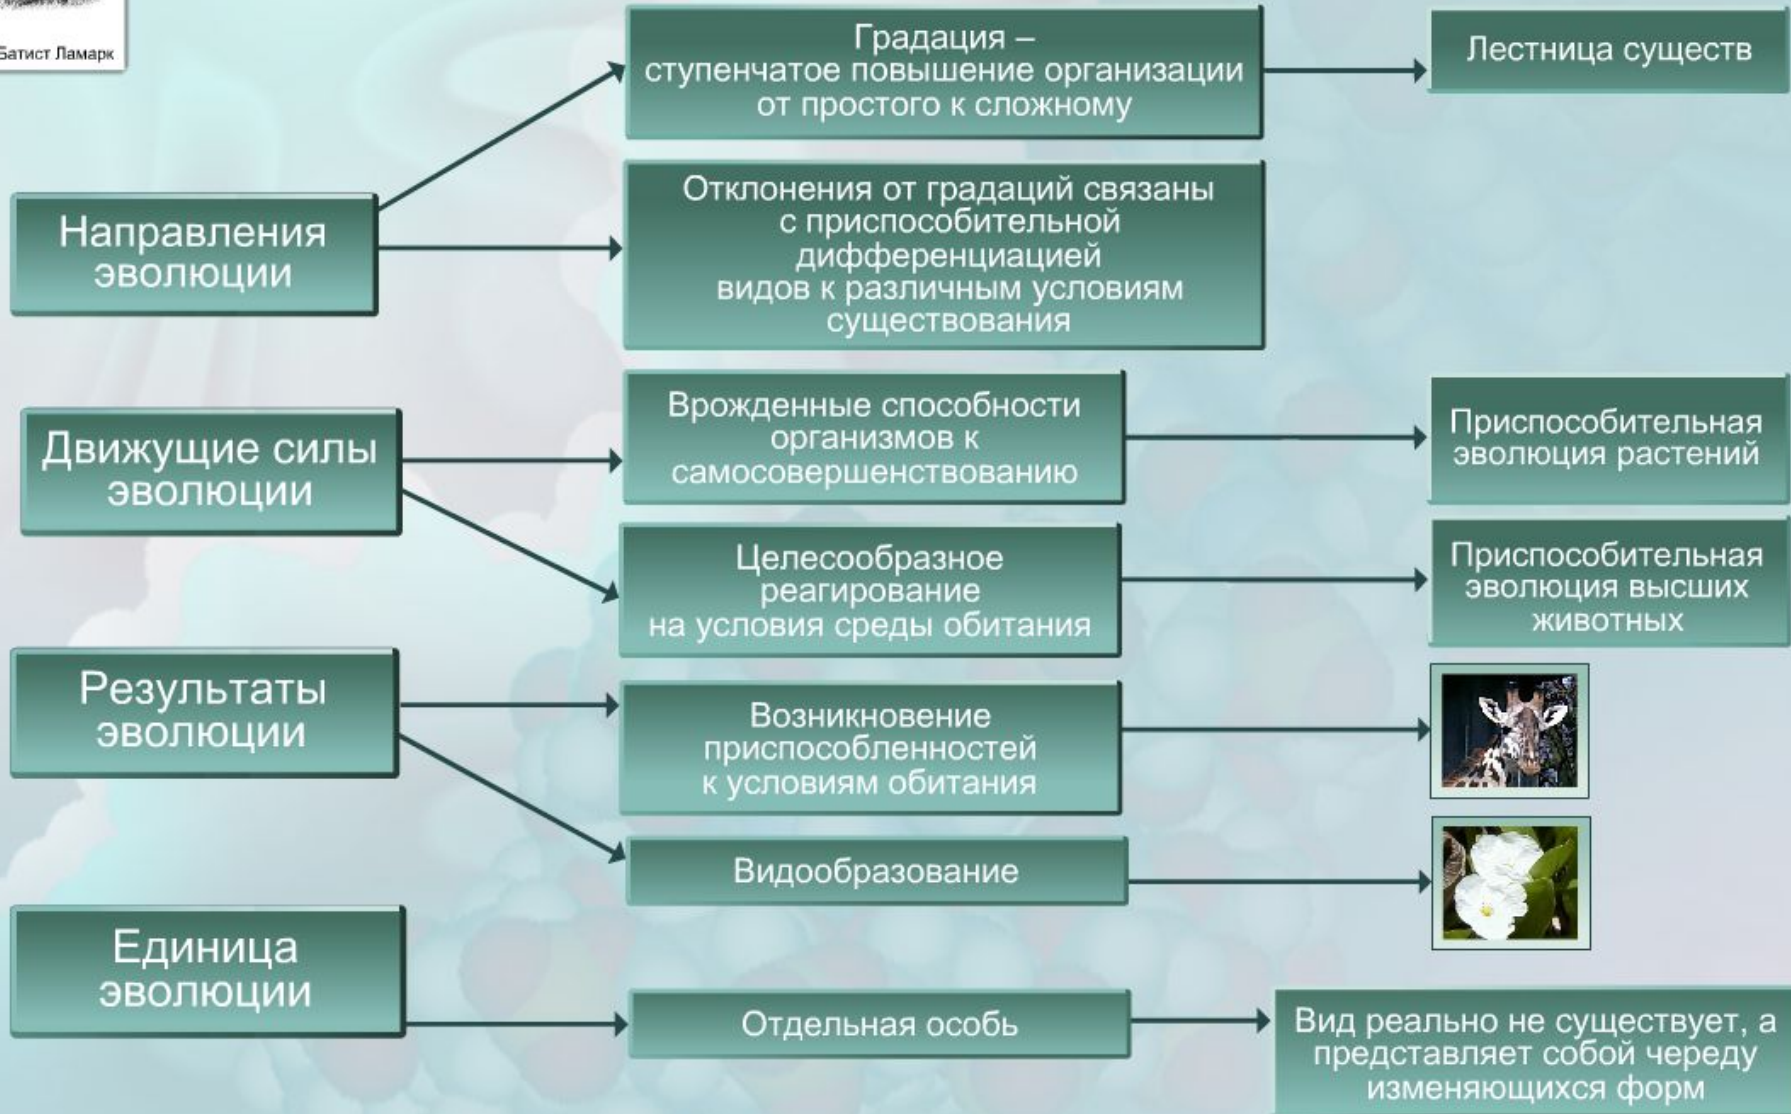 Батист Ламарк
Градация –
ступенчатое повышение организации
от простого к сложному
Лестница существ
Направления
эволюции
Отклонения от градаций связаны
с приспособительной
дифференциацией
видов к различным условиям
существования
Движущие силы
эволюции
Врожденные способности
организмов к
самосовершенствованию
Приспособительная
эволюция растений
Целесообразное
реагирование
на условия среды обитания
Приспособительная
эволюция высших
животных
Результаты
эволюции
Возникновение
приспособленностей
к условиям обитания
Видообразование
Единица
эволюции
Отдельная особь
Вид реально не существует, а
представляет собой череду
изменяющихся форм